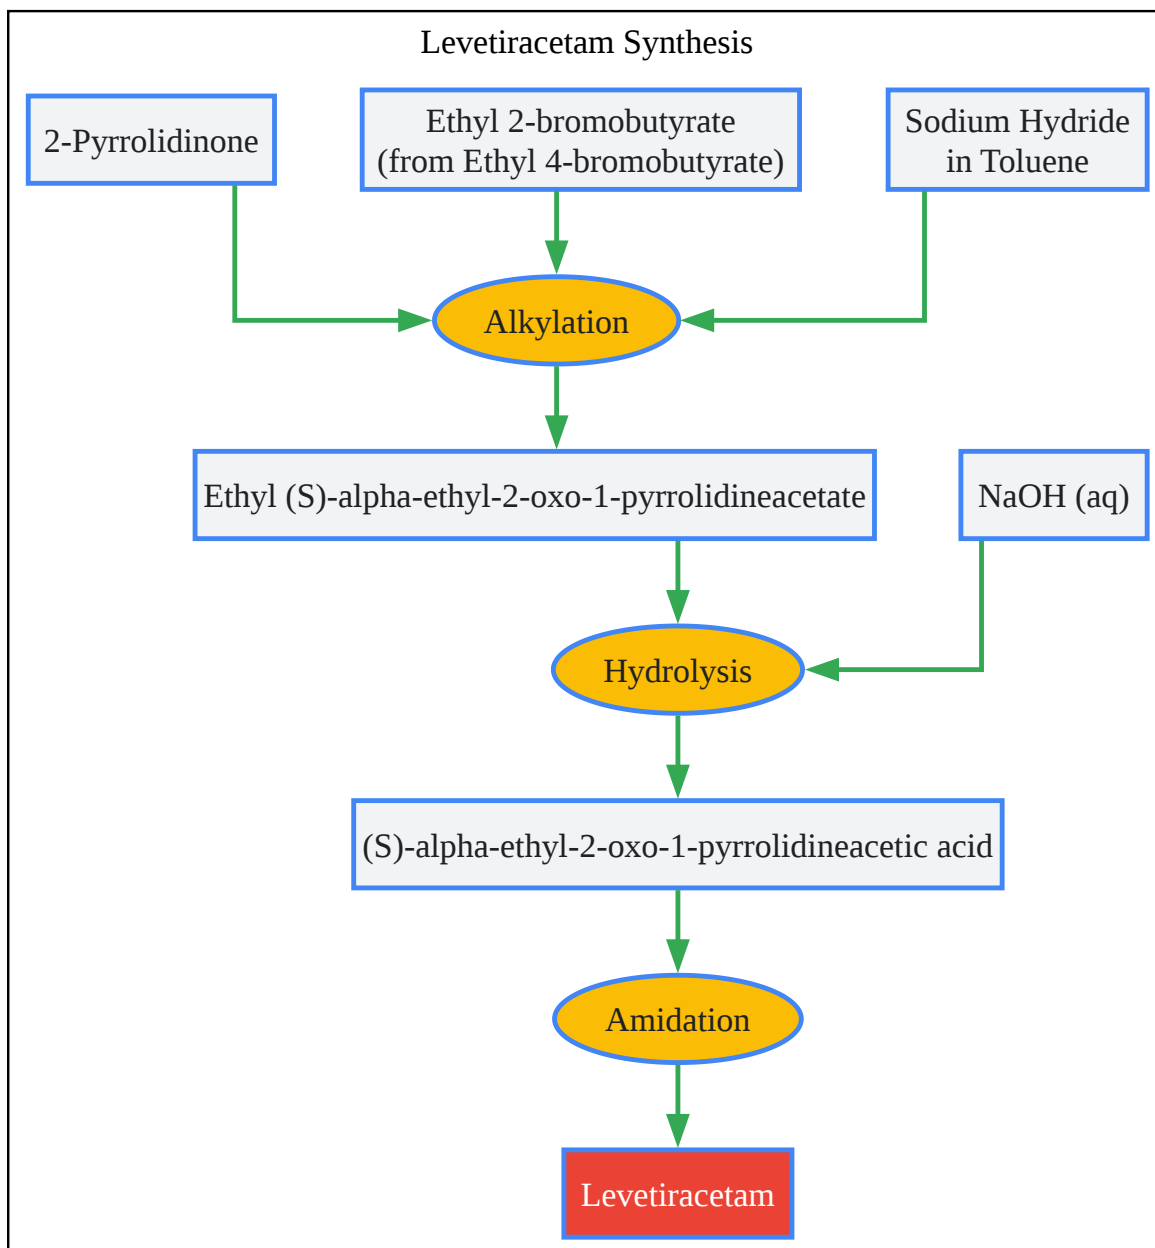 Levetiracetam Synthesis
2-Pyrrolidinone
Ethyl 2-bromobutyrate
(from Ethyl 4-bromobutyrate)
Sodium Hydride
in Toluene
Alkylation
Ethyl (S)-alpha-ethyl-2-oxo-1-pyrrolidineacetate
NaOH (aq)
Hydrolysis
(S)-alpha-ethyl-2-oxo-1-pyrrolidineacetic acid
Amidation
Levetiracetam